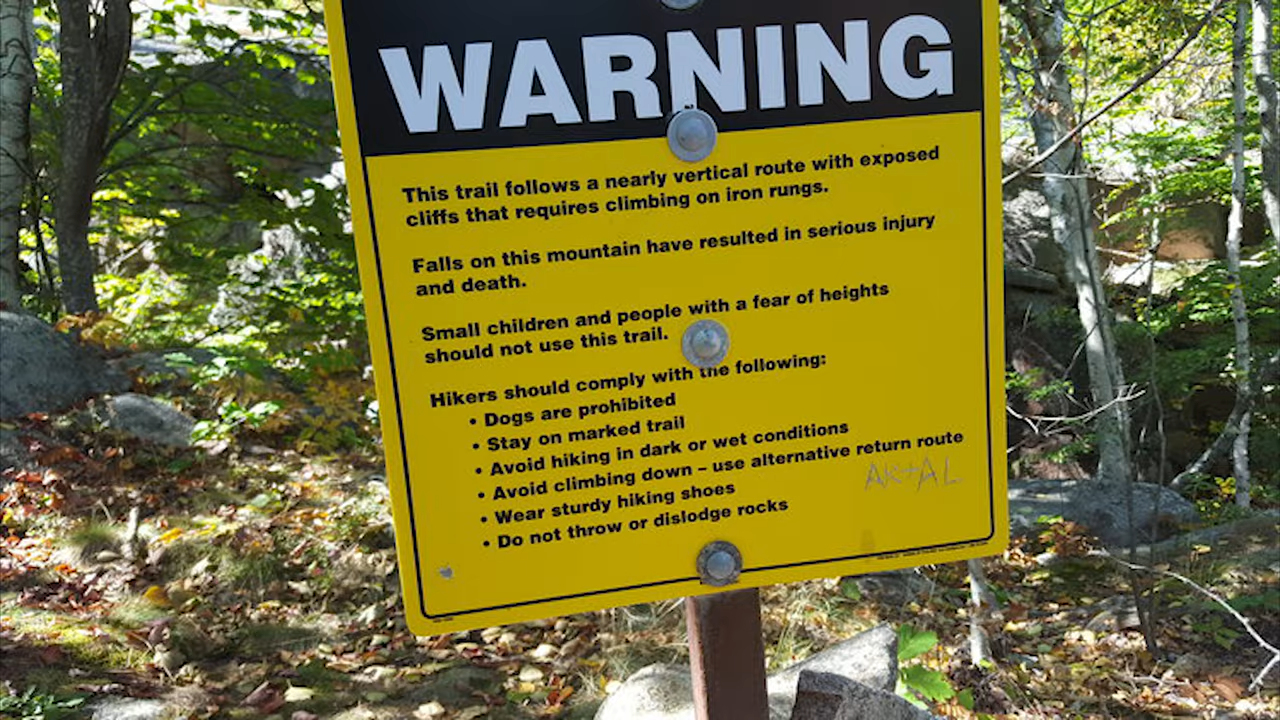 WARNING
This trail follows a nearly vertical route with exposed
cliffs that requires climbing on iron rungs.
Falls on this mountain have resulted in serious injury
and death.
Small children and people with a fear of heights
should not use this trail.
Hikers should comply with the following:
• Dogs are prohibited
• Stay on marked trail
• Avoid hiking in dark or wet conditions
• Avoid climbing down – use alternative return route
• Wear sturdy hiking shoes
• Do not throw or dislodge rocks
AK+AL